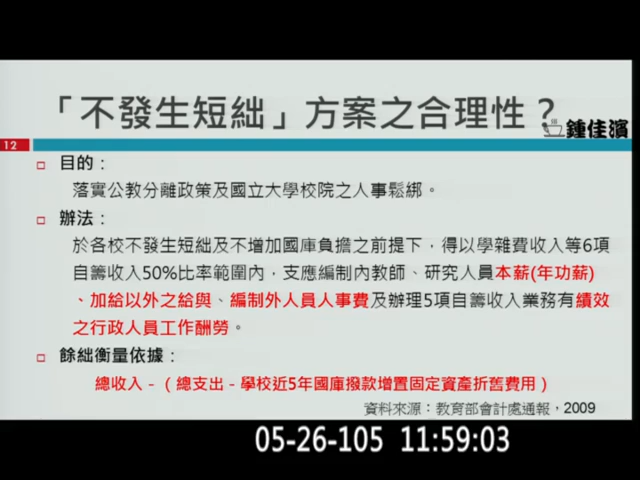 「不發生短絀」方案之合理性？
鍾佳濱
12
目的：
落實公教分離政策及國立大學校院之人事鬆綁。
辦法：
於各校不發生短絀及不增加國庫負擔之前提下，得以學雜費收入等6項
自籌收入50%比率範圍內，支應編制內教師、研究人員本薪(年功薪)
、加給以外之給與、編制外人員人事費及辦理5項自籌收入業務有績效
之行政人員工作酬勞。
餘絀衡量依據：
總收入－（總支出－學校近5年國庫撥款增置固定資產折舊費用）
資料來源：教育部會計處通報，2009
05-26-105 11:59:03